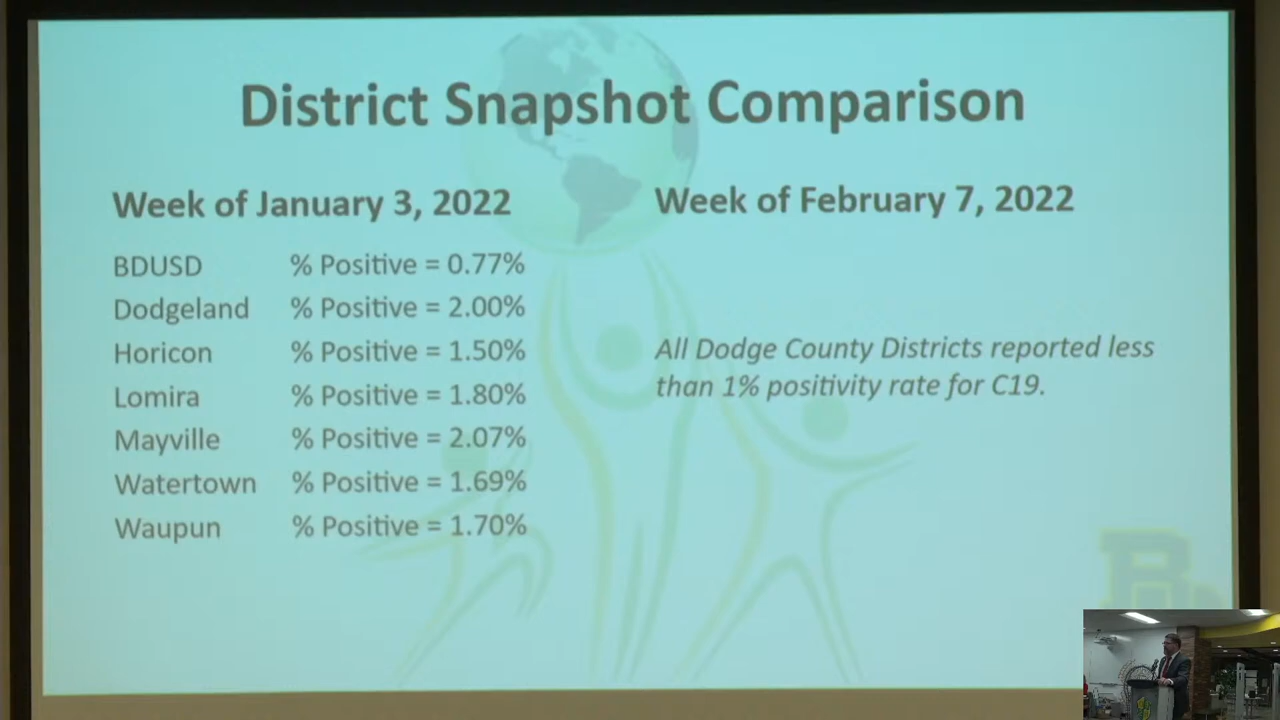 District Snapshot Comparison
Week of January 3, 2022
BDUSD % Positive = 0.77%
Dodgeland % Positive = 2.00%
Horicon % Positive = 1.50%
Lomira % Positive = 1.80%
Mayville % Positive = 2.07%
Watertown % Positive = 1.69%
Waupun % Positive = 1.70%
Week of February 7, 2022
All Dodge County Districts reported less
than 1% positivity rate for C19.